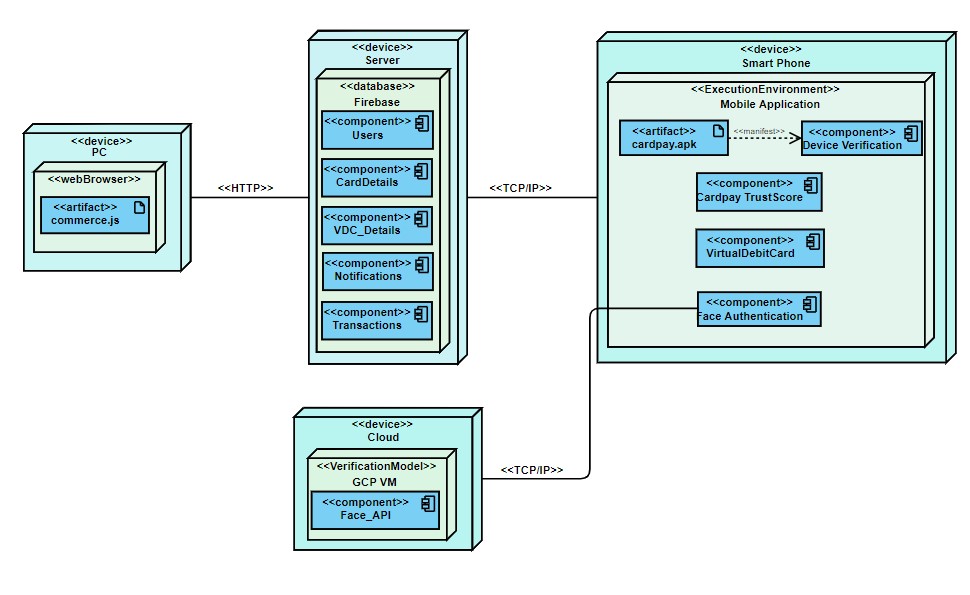 <<device>>
PC
<<webBrowser>>
<<artifact>>
commerce.js
<<HTTP>>
<<device>>
Server
<<database>>
Firebase
<<component>>
Users
<<component>>
CardDetails
<<component>>
VDC_Details
<<component>>
Notifications
<<component>>
Transactions
<<TCP/IP>>
<<device>>
Smart Phone
<<ExecutionEnvironment>>
Mobile Application
<<artifact>>
cardpay.apk
<<manifest>>
<<component>>
Device Verification
<<component>>
Cardpay TrustScore
<<component>>
VirtualDebitCard
<<component>>
Face Authentication
<<device>>
Cloud
<<VerificationModel>>
GCP VM
<<component>>
Face_API
<<TCP/IP>>